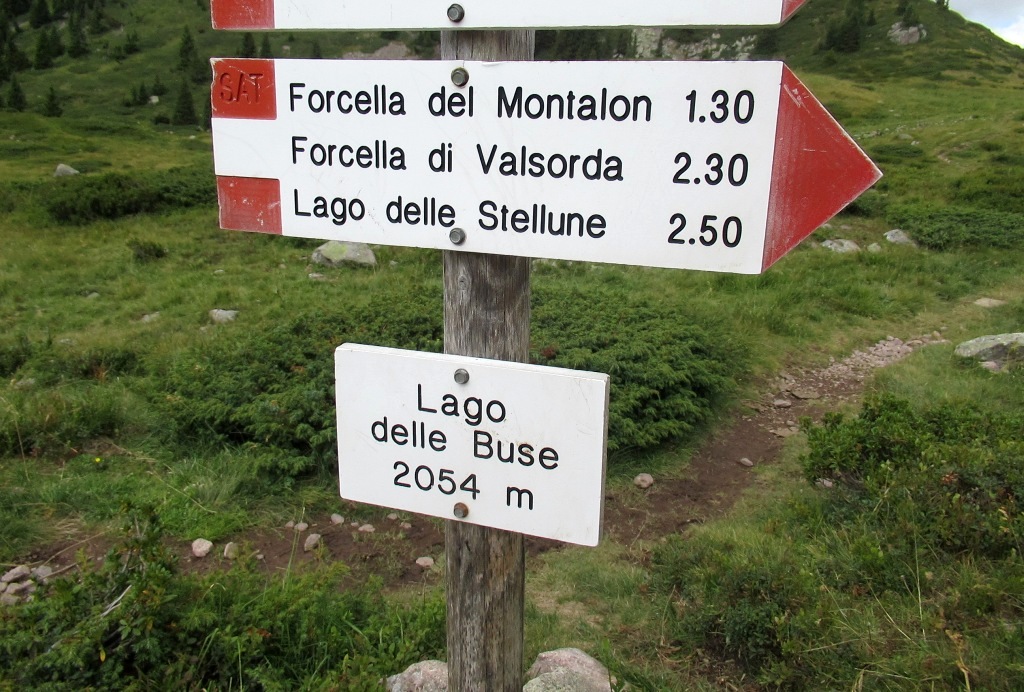 SAT
Forcella del Montalon 1.30
Forcella di Valsorda 2.30
Lago delle Stellune 2.50
Lago
delle Buse
2054 m